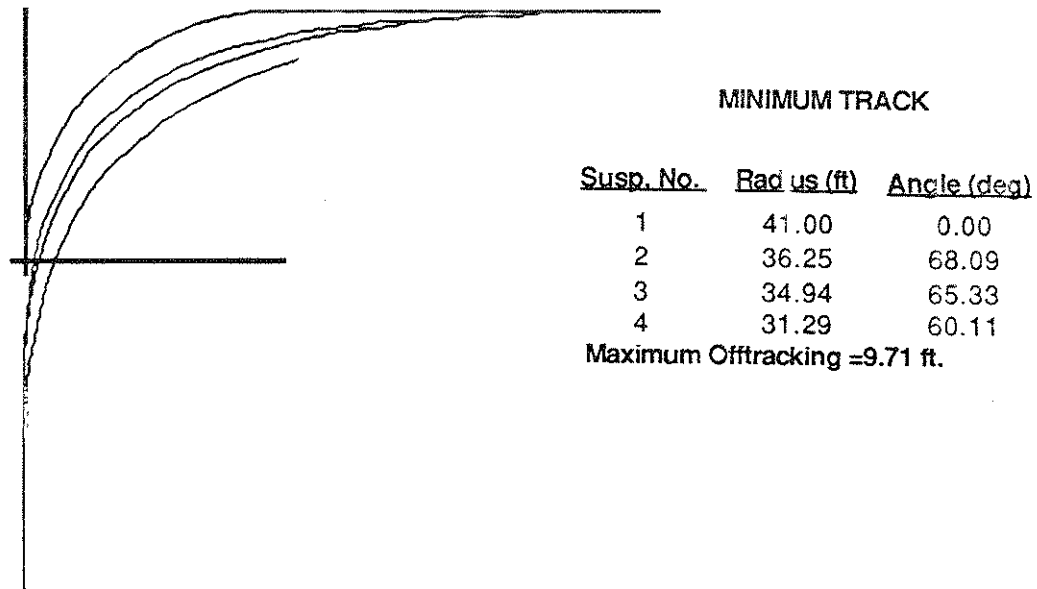 MINIMUM TRACK
Susp. No. Rad us (ft) Angle (deg)
1 41.00 0.00
2 36.25 68.09
3 34.94 65.33
4 31.29 60.11
Maximum Offtracking =9.71 ft.